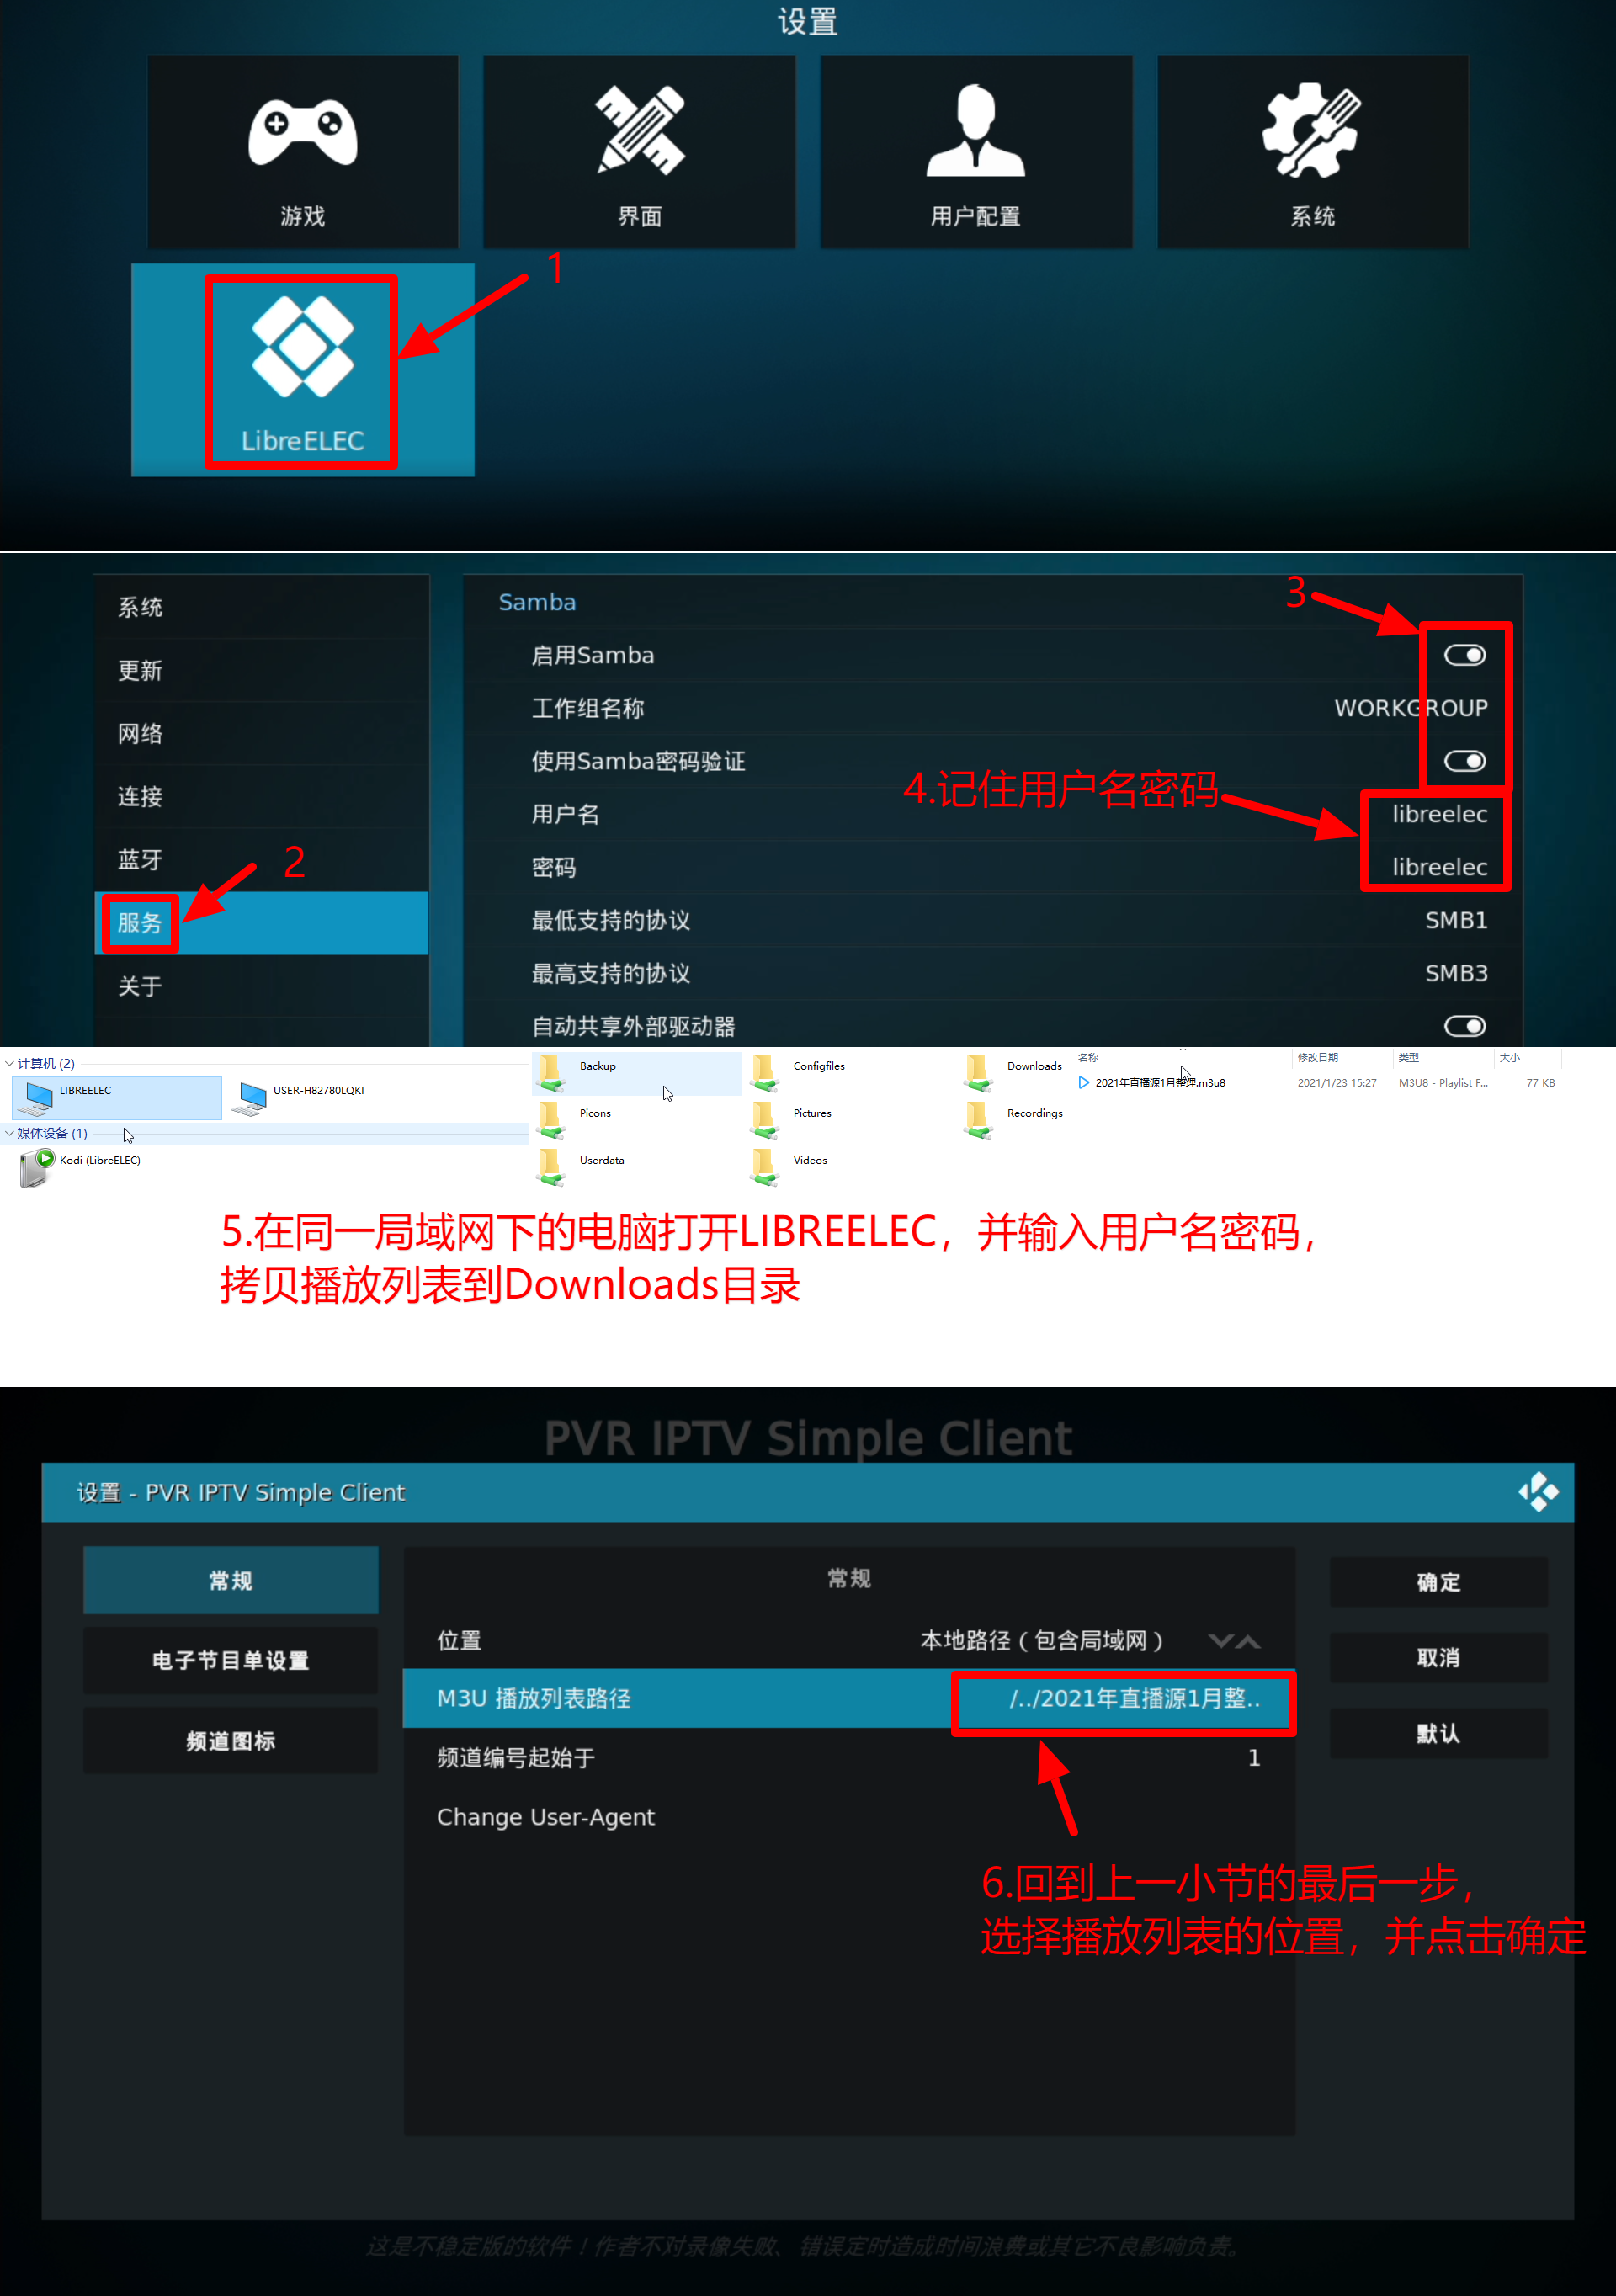 设置
游戏
界面
用户配置
系统
1
LibreELEC
系统
更新
网络
连接
蓝牙
2
服务
关于
Samba
3
启用Samba
工作组名称 WORKGROUP
使用Samba密码验证
4.记住用户名密码
用户名 libreelec
密码 libreelec
最低支持的协议 SMB1
最高支持的协议 SMB3
自动共享外部驱动器
计算机 (2)
LIBREELEC
USER-H82780LQKI
媒体设备 (1)
Kodi (LibreELEC)
Backup
Configfiles
Downloads
Picons
Pictures
Recordings
Userdata
Videos
名称 修改日期 类型 大小
2021年直播源1月整理.m3u8 2021/1/23 15:27 M3U8 - Playlist F... 77 KB
5.在同一局域网下的电脑打开LIBREELEC，并输入用户名密码，
拷贝播放列表到Downloads目录
PVR IPTV Simple Client
设置 - PVR IPTV Simple Client
常规
电子节目单设置
频道图标
常规
位置 本地路径（包含局域网）
M3U 播放列表路径 /../2021年直播源1月整..
频道编号起始于 1
Change User-Agent
确定
取消
默认
6.回到上一小节的最后一步，
选择播放列表的位置，并点击确定
这是不稳定版的软件！作者不对录像失败、错误定时造成时间浪费或其它不良影响负责。